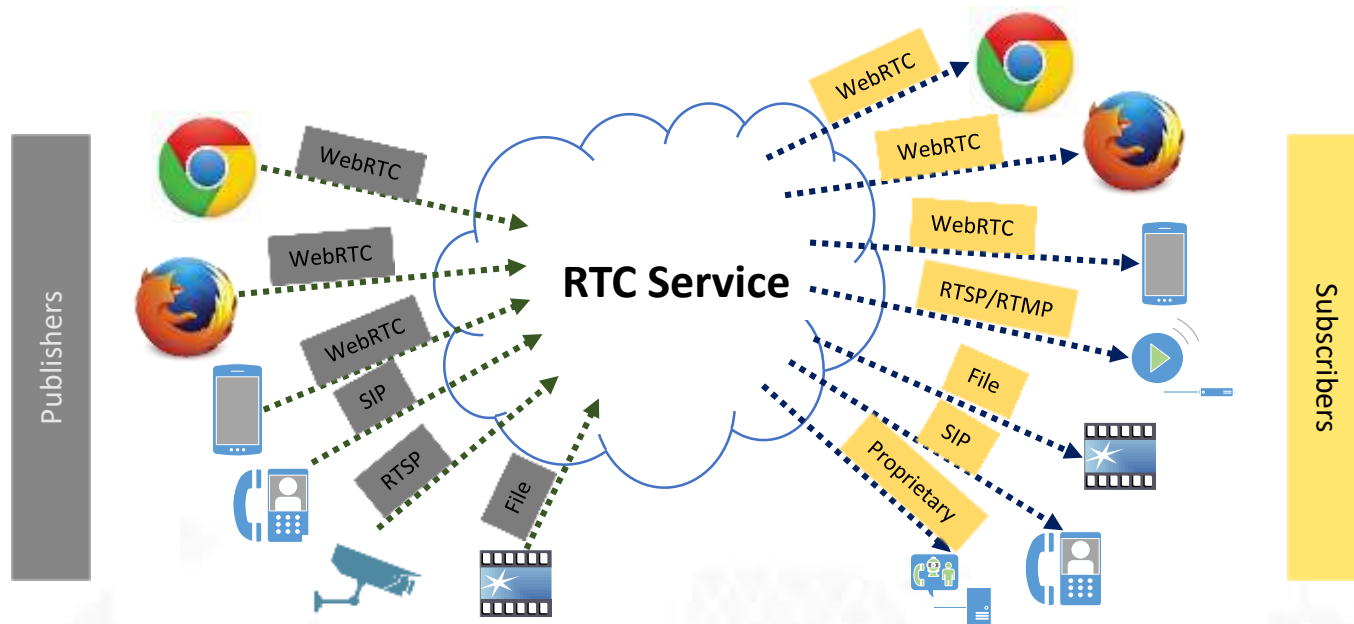 Publishers
WebRTC
WebRTC
WebRTC
SIP
RTSP
File
RTC Service
WebRTC
WebRTC
WebRTC
RTSP/RTMP
File
SIP
Proprietary
Subscribers